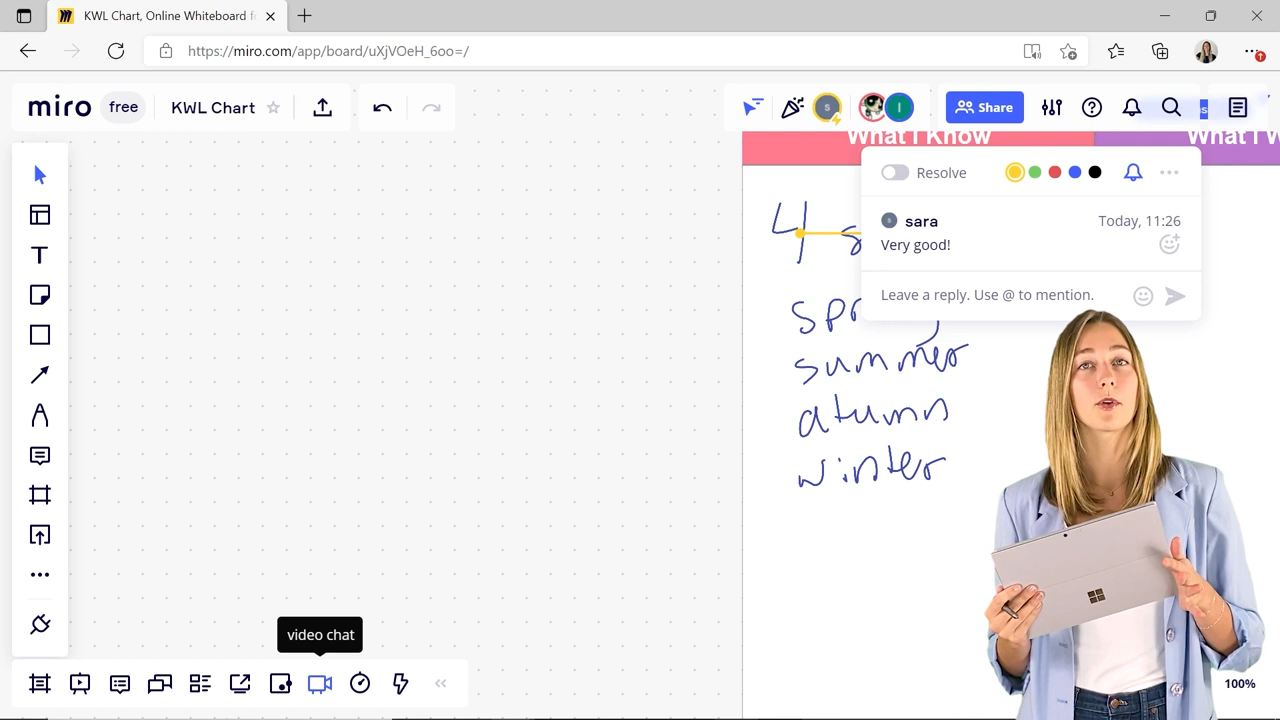 KWL Chart, Online Whiteboard f
https://miro.com/app/board/uXjVOeH_6oo=/
miro free KWL Chart
Share
What I Know
What I W
Resolve
sara Today, 11:26
Very good!
Leave a reply. Use @ to mention.
4 s
spring
summer
atumn
winter
video chat
100%